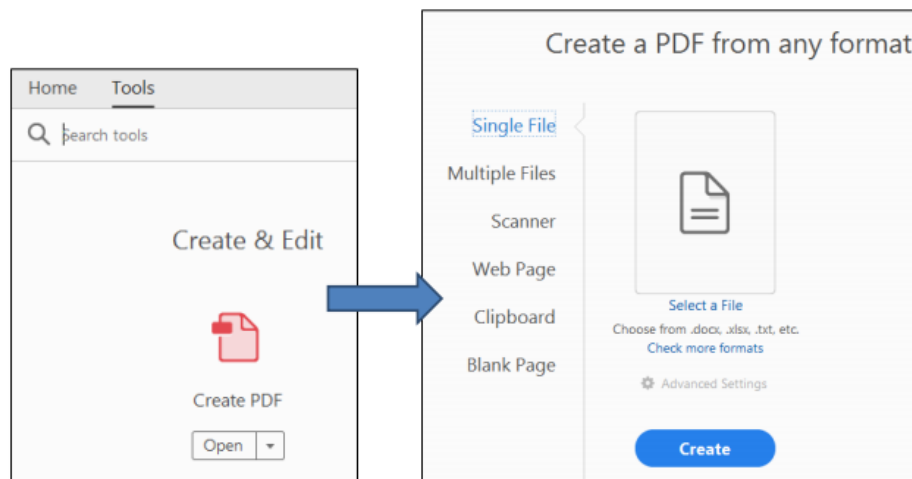 Home Tools
Search tools
Create & Edit
Create PDF
Open
Create a PDF from any format
Single File
Multiple Files
Scanner
Web Page
Clipboard
Blank Page
Select a File
Choose from .docx, .xlsx, .txt, etc.
Check more formats
Advanced Settings
Create